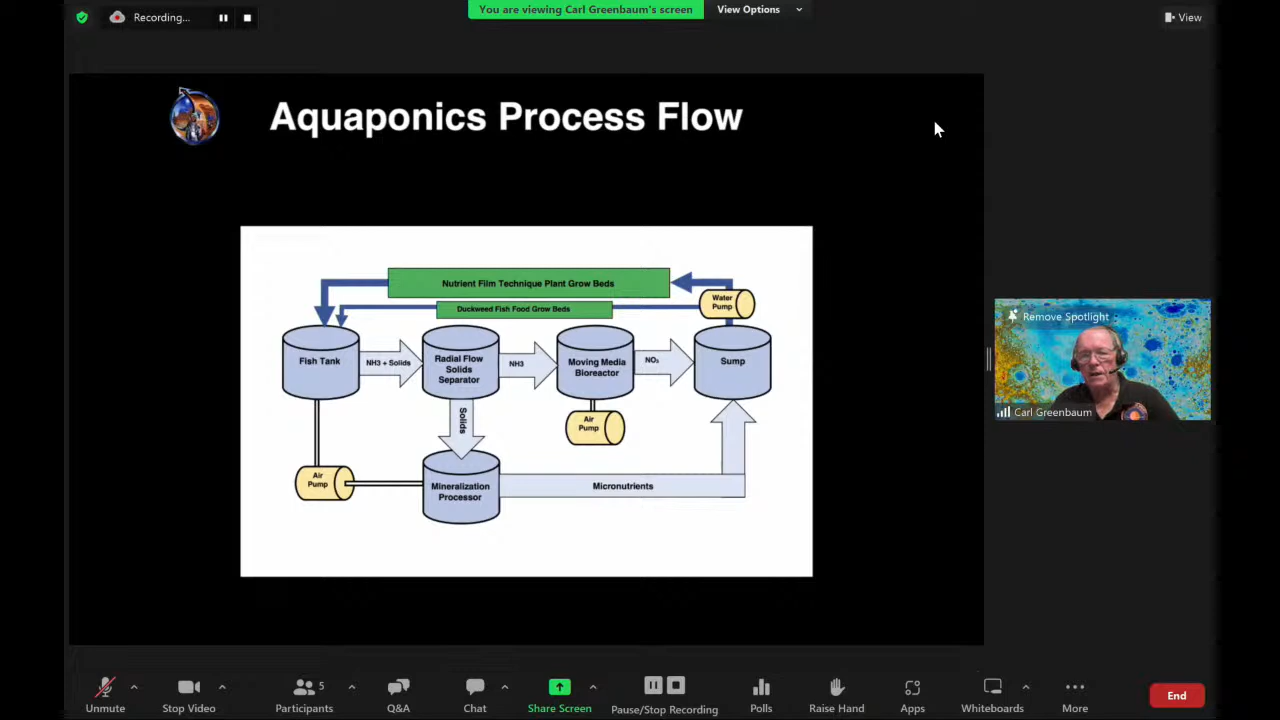 Recording...
You are viewing Carl Greenbaum's screen
View Options
View
Aquaponics Process Flow
Nutrient Film Technique Plant Grow Beds
Duckweed Fish Food Grow Beds
Water
Pump
Fish Tank
NH3 + Solids
Radial Flow
Solids
Separator
NH3
Moving Media
Bioreactor
NO₃
Sump
Solids
Air
Pump
Air
Pump
Mineralization
Processor
Micronutrients
Remove Spotlight
Carl Greenbaum
Unmute
Stop Video
5
Participants
Q&A
Chat
Share Screen
Pause/Stop Recording
Polls
Raise Hand
Apps
Whiteboards
More
End